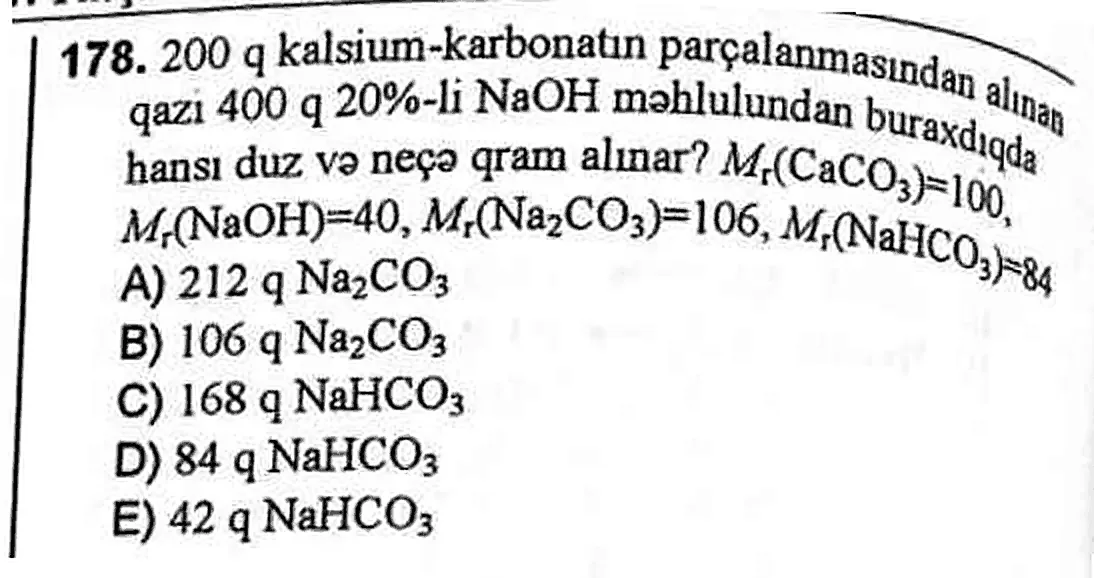 178. 200 q kalsium-karbonatın parçalanmasından alınan
qazı 400 q 20%-li NaOH məhlulundan buraxdıqda
hansı duz və neçə qram alınar? Mᵣ(CaCO₃)=100,
Mᵣ(NaOH)=40, Mᵣ(Na₂CO₃)=106, Mᵣ(NaHCO₃)=84
A) 212 q Na₂CO₃
B) 106 q Na₂CO₃
C) 168 q NaHCO₃
D) 84 q NaHCO₃
E) 42 q NaHCO₃